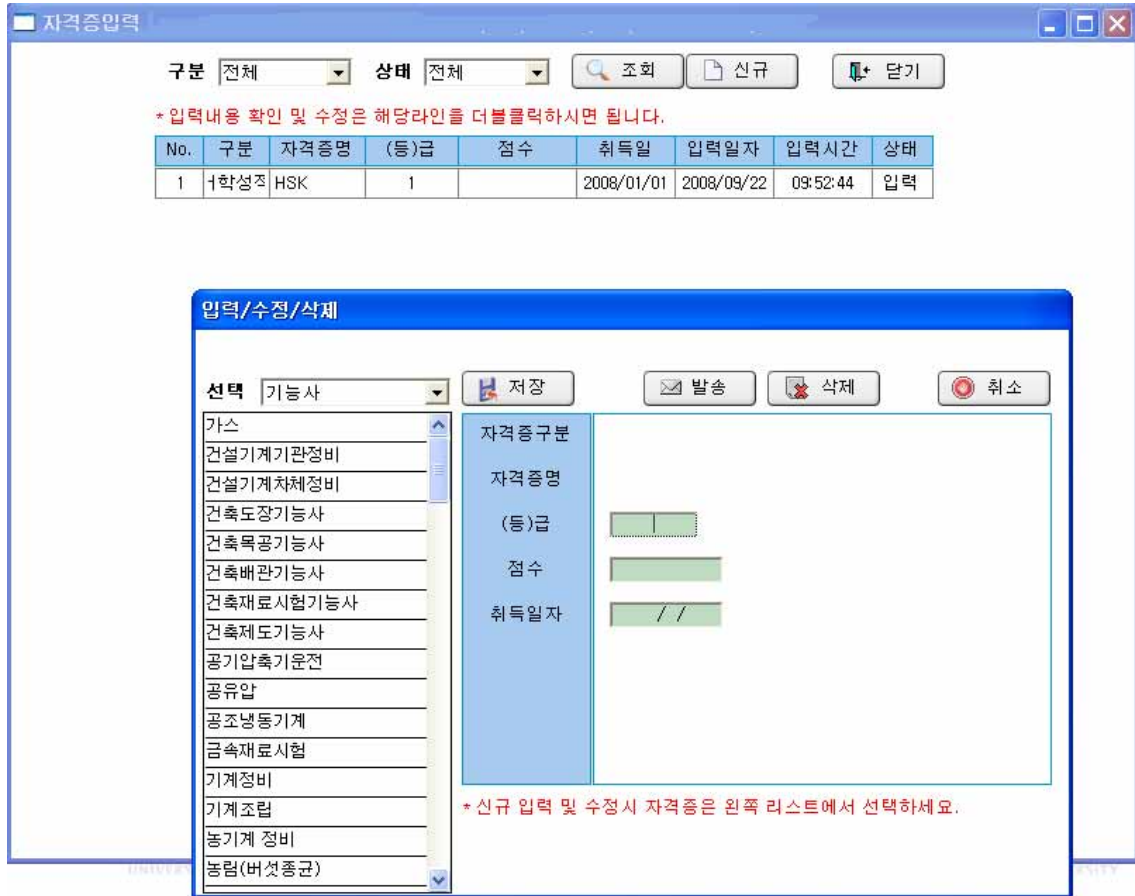 자격증입력
구분 전체 상태 전체 조회 신규 닫기
*입력내용 확인 및 수정은 해당라인을 더블클릭하시면 됩니다.
No. 구분 자격증명 (등)급 점수 취득일 입력일자 입력시간 상태
1 학성적 HSK 1 2008/01/01 2008/09/22 09:52:44 입력
입력/수정/삭제
선택 기능사 저장 발송 삭제 취소
가스
건설기계기관정비
건설기계차체정비
건축도장기능사
건축목공기능사
건축배관기능사
건축재료시험기능사
건축제도기능사
공기압축기운전
공유압
공조냉동기계
금속재료시험
기계정비
기계조립
농기계 정비
농림(버섯종균)
자격증구분
자격증명
(등)급
점수
취득일자 / /
*신규 입력 및 수정시 자격증은 왼쪽 리스트에서 선택하세요.